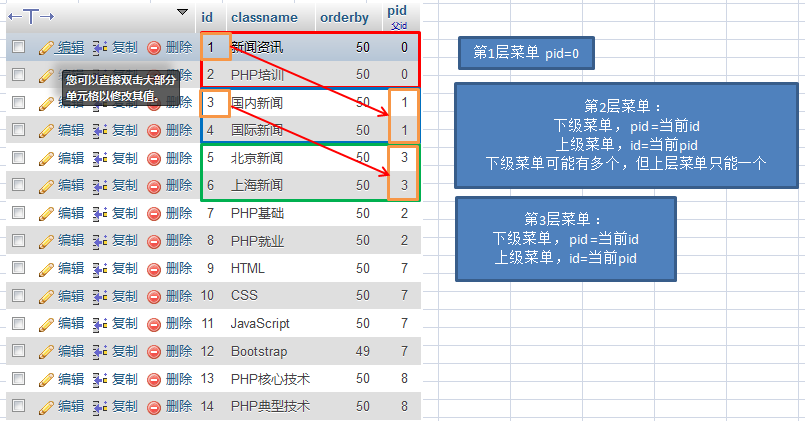 id classname orderby pid
父id
编辑 复制 删除 1 新闻资讯 50 0
编辑 复制 删除 2 PHP培训 50 0
您可以直接双击大部分
单元格以修改其值。
3 国内新闻 50 1
编辑 复制 删除 4 国际新闻 50 1
编辑 复制 删除 5 北京新闻 50 3
编辑 复制 删除 6 上海新闻 50 3
编辑 复制 删除 7 PHP基础 50 2
编辑 复制 删除 8 PHP就业 50 2
编辑 复制 删除 9 HTML 50 7
编辑 复制 删除 10 CSS 50 7
编辑 复制 删除 11 JavaScript 50 7
编辑 复制 删除 12 Bootstrap 49 7
编辑 复制 删除 13 PHP核心技术 50 8
编辑 复制 删除 14 PHP典型技术 50 8
第1层菜单 pid=0
第2层菜单：
下级菜单，pid=当前id
上级菜单，id=当前pid
下级菜单可能有多个，但上层菜单只能一个
第3层菜单：
下级菜单，pid=当前id
上级菜单，id=当前pid